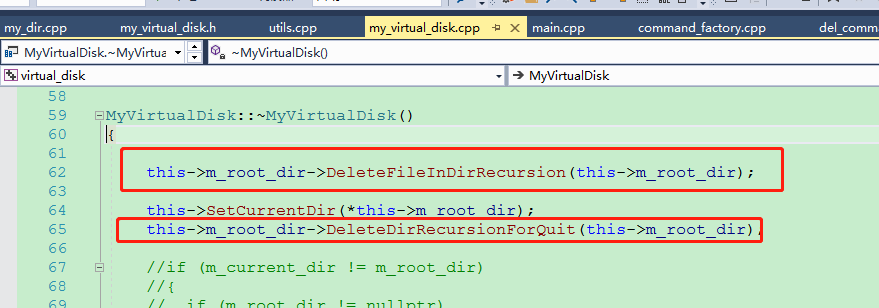 my_dir.cpp my_virtual_disk.h utils.cpp my_virtual_disk.cpp main.cpp command_factory.cpp del_comma
MyVirtualDisk.~MyVirtua ~MyVirtualDisk()
virtual_disk MyVirtualDisk
58
59 MyVirtualDisk::~MyVirtualDisk()
60 {
61
62 this->m_root_dir->DeleteFileInDirRecursion(this->m_root_dir);
63
64 this->SetCurrentDir(*this->m_root_dir);
65 this->m_root_dir->DeleteDirRecursionForQuit(this->m_root_dir)
66
67 //if (m_current_dir != m_root_dir)
68 //{
69 // if (m_root_dir != nullptr)